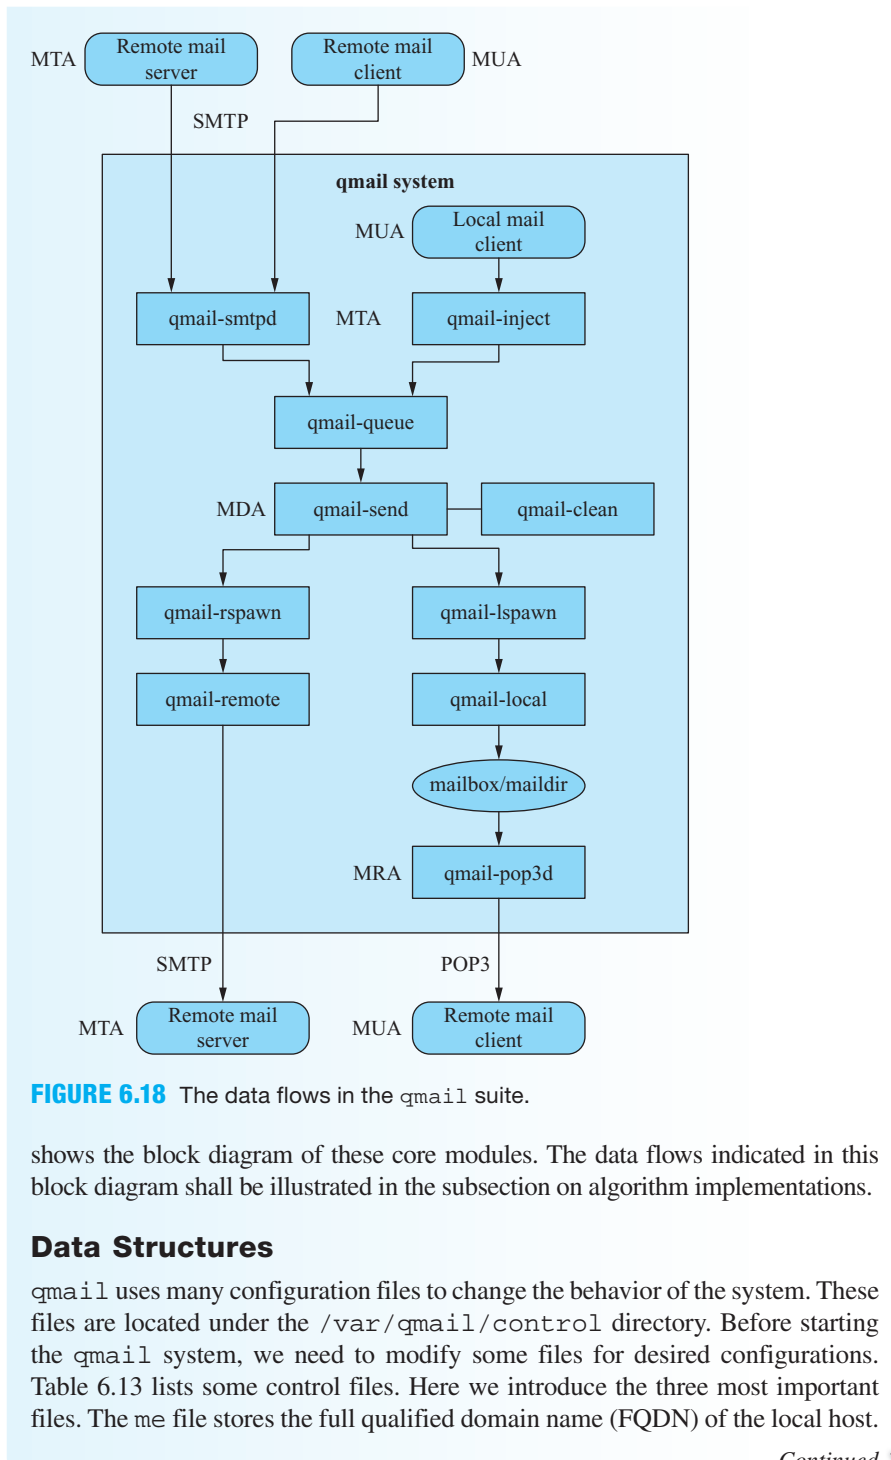 MTA
Remote mail
server
Remote mail
client
MUA
SMTP
qmail system
MUA
Local mail
client
qmail-smtpd
MTA
qmail-inject
qmail-queue
MDA
qmail-send
qmail-clean
qmail-rspawn
qmail-lspawn
qmail-remote
qmail-local
mailbox/maildir
MRA
qmail-pop3d
SMTP
POP3
MTA
Remote mail
server
MUA
Remote mail
client
FIGURE 6.18 The data flows in the qmail suite.
shows the block diagram of these core modules. The data flows indicated in this
block diagram shall be illustrated in the subsection on algorithm implementations.
Data Structures
qmail uses many configuration files to change the behavior of the system. These
files are located under the /var/qmail/control directory. Before starting
the qmail system, we need to modify some files for desired configurations.
Table 6.13 lists some control files. Here we introduce the three most important
files. The me file stores the full qualified domain name (FQDN) of the local host.
Continued